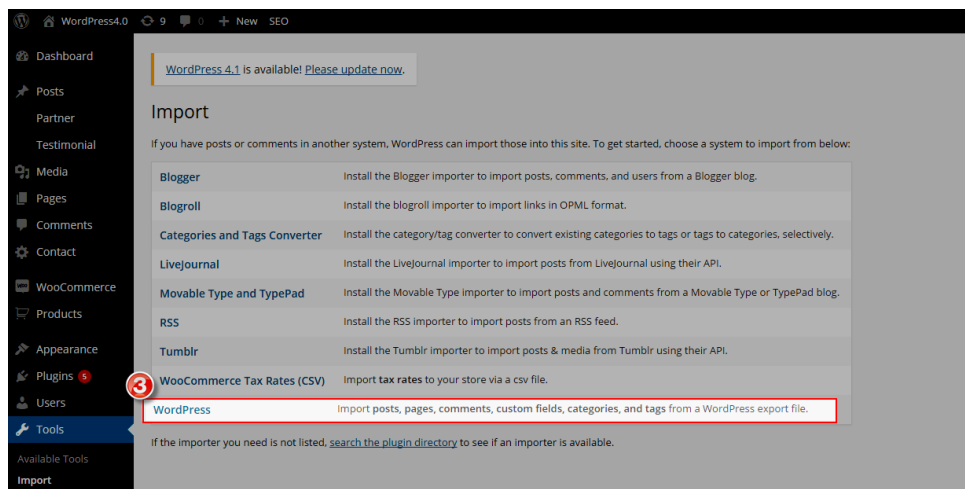 WordPress4.0 9 0 + New SEO
Dashboard
WordPress 4.1 is available! Please update now.
Posts
Partner
Testimonial
Media
Pages
Comments
Contact
WooCommerce
Products
Appearance
Plugins 5
Users
Tools
Available Tools
Import
Import
If you have posts or comments in another system, WordPress can import those into this site. To get started, choose a system to import from below:
Blogger Install the Blogger importer to import posts, comments, and users from a Blogger blog.
Blogroll Install the blogroll importer to import links in OPML format.
Categories and Tags Converter Install the category/tag converter to convert existing categories to tags or tags to categories, selectively.
LiveJournal Install the LiveJournal importer to import posts from LiveJournal using their API.
Movable Type and TypePad Install the Movable Type importer to import posts and comments from a Movable Type or TypePad blog.
RSS Install the RSS importer to import posts from an RSS feed.
Tumblr Install the Tumblr importer to import posts & media from Tumblr using their API.
WooCommerce Tax Rates (CSV) Import tax rates to your store via a csv file.
3
WordPress Import posts, pages, comments, custom fields, categories, and tags from a WordPress export file.
If the importer you need is not listed, search the plugin directory to see if an importer is available.